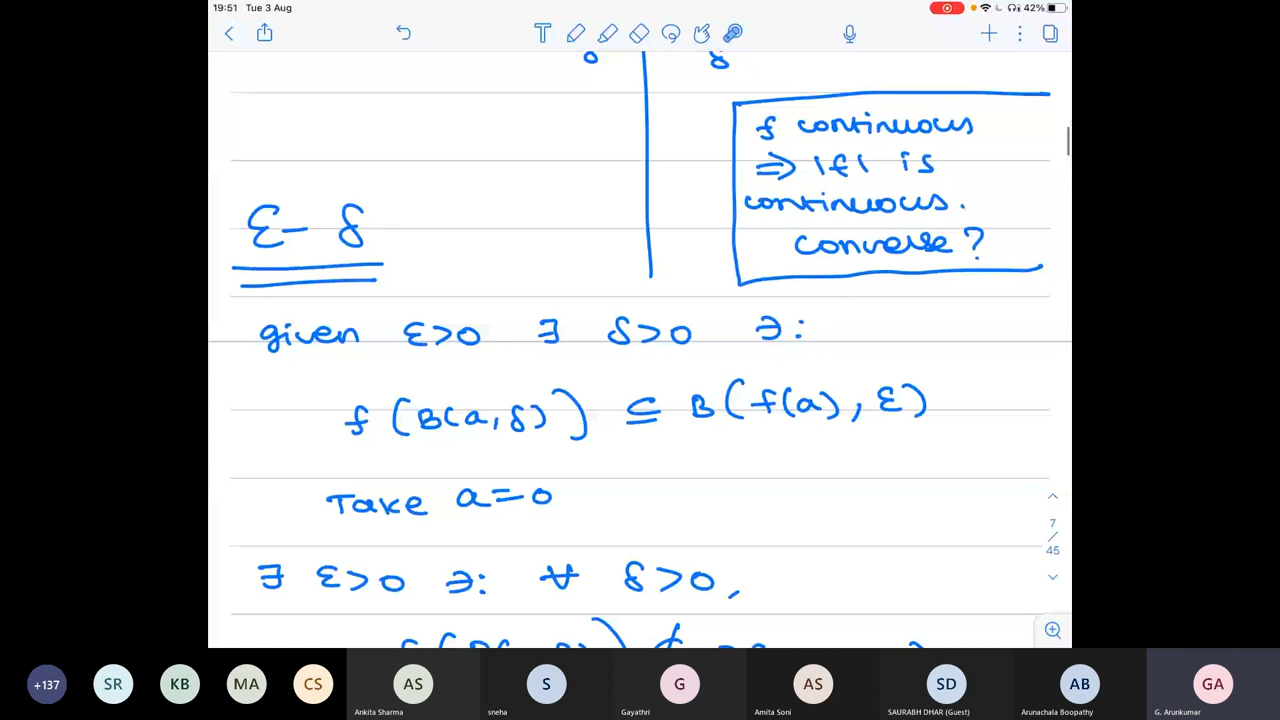 19:51 Tue 3 Aug
42%
f continuous
⇒ |f| is
continuous.
converse?
ε - δ
given ε>0 ∃ δ>0 ∋:
f (B(a,δ)) ⊆ B(f(a), ε)
Take a=0
∃ ε>0 ∋: ∀ δ>0,
7
/
45
+137
SR
KB
MA
CS
AS
S
G
AS
SD
AB
GA
Ankita Sharma
sneha
Gayathri
Amita Soni
SAURABH DHAR (Guest)
Arunachala Boopathy
G. Arunkumar